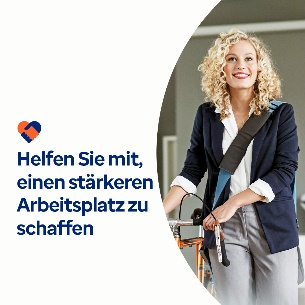 Helfen Sie mit,
einen stärkeren
Arbeitsplatz zu
schaffen